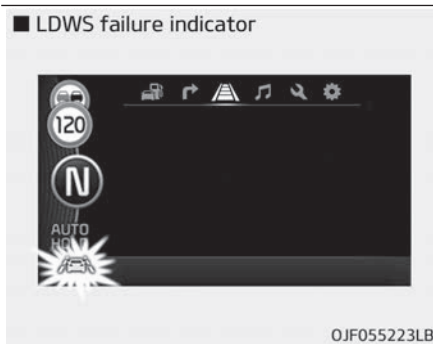 ■ LDWS failure indicator
120
N
AUTO
HOLD
OJF055223LB